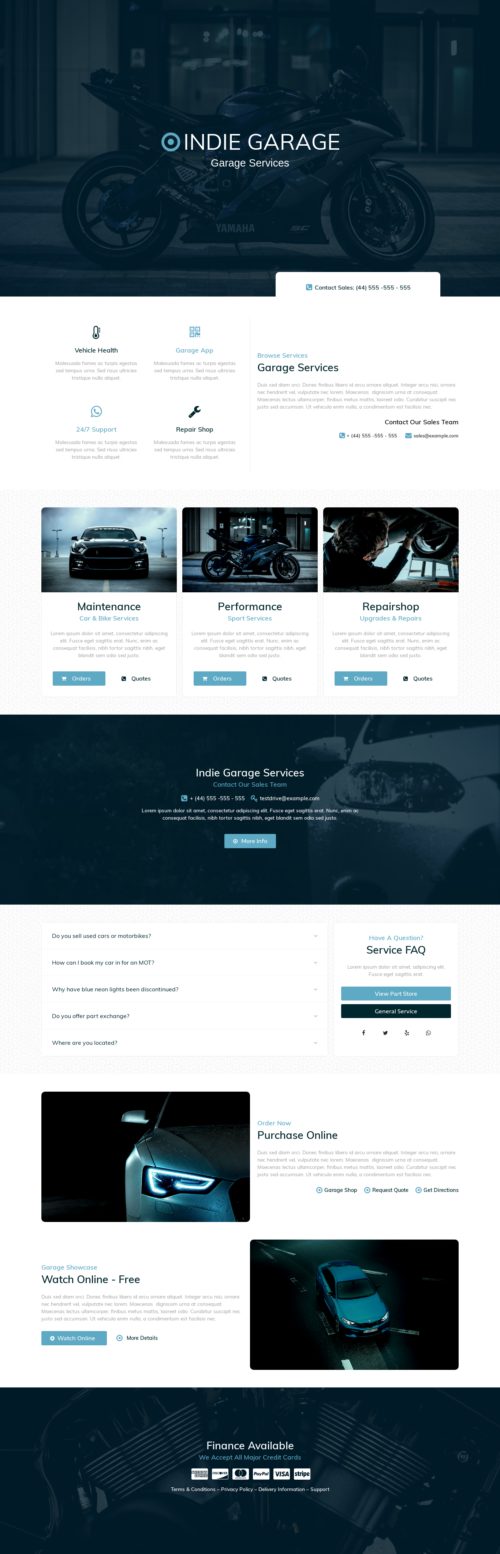 INDIE GARAGE
Garage Services
YAMAHA
Contact Sales: (44) 555 -555 - 555
Vehicle Health
Malesuada fames ac turpis egestas
sed tempus urna. Sed risus ultricies
tristique nulla aliquet.
Garage App
Malesuada fames ac turpis egestas
sed tempus urna. Sed risus ultricies
tristique nulla aliquet.
24/7 Support
Malesuada fames ac turpis egestas
sed tempus urna. Sed risus ultricies
tristique nulla aliquet.
Repair Shop
Malesuada fames ac turpis egestas
sed tempus urna. Sed risus ultricies
tristique nulla aliquet.
Browse Services
Garage Services
Quis sed diam orci. Donec finibus libero id arcu ornare aliquet. Integer arcu nisi, ornare
nec hendrerit vel, vulputate nec lorem. Maecenas dignissim urna at consequat.
Maecenas lectus ullamcorper, finibus metus mattis, laoreet odio. Curabitur suscipit nec
justo accumsan. Ut vehicula enim nulla, a condimentum est facilisis nec.
Contact Our Sales Team
+ (44) 555 -555 - 555
sales@example.com
Maintenance
Car & Bike Services
Lorem ipsum dolor sit amet, consectetur adipiscing
elit. Fusce eget sagittis erat. Nunc, enim ac
consequat facilisis, nibh tortor sagittis nibh, eget
blandit sem odio sed justo.
Orders
Quotes
Performance
Sport Services
Lorem ipsum dolor sit amet, consectetur adipiscing
elit. Fusce eget sagittis erat. Nunc, enim ac
consequat facilisis, nibh tortor sagittis nibh, eget
blandit sem odio sed justo.
Orders
Quotes
Repairshop
Upgrades & Repairs
Lorem ipsum dolor sit amet, consectetur adipiscing
elit. Fusce eget sagittis erat. Nunc, enim ac
consequat facilisis, nibh tortor sagittis nibh, eget
blandit sem odio sed justo.
Orders
Quotes
Indie Garage Services
Contact Our Sales Team
+ (44) 555 -555 - 555
testdrive@example.com
Lorem ipsum dolor sit amet, consectetur adipiscing elit. Fusce eget sagittis erat. Nunc, enim ac
consequat facilisis, nibh tortor sagittis nibh, eget blandit sem odio sed justo.
More Info
Do you sell used cars or motorbikes?
How can I book my car in for an MOT?
Why have blue neon lights been discontinued?
Do you offer part exchange?
Where are you located?
Have A Question?
Service FAQ
Lorem ipsum dolor sit amet, adipiscing
elit. Fusce eget sagittis erat.
View Part Store
General Service
Order Now
Purchase Online
Quis sed diam orci. Donec finibus libero id arcu ornare aliquet. Integer arcu nisi, ornare
nec hendrerit vel, vulputate nec lorem. Maecenas dignissim urna at consequat.
Maecenas lectus ullamcorper, finibus metus mattis, laoreet odio. Curabitur suscipit nec
justo accumsan. Ut vehicula enim nulla, a condimentum est facilisis nec.
Garage Shop
Request Quote
Get Directions
Garage Showcase
Watch Online - Free
Quis sed diam orci. Donec finibus libero id arcu ornare aliquet. Integer arcu nisi, ornare
nec hendrerit vel, vulputate nec lorem. Maecenas dignissim urna at consequat.
Maecenas lectus ullamcorper, finibus metus mattis, laoreet odio. Curabitur suscipit nec
justo accumsan. Ut vehicula enim nulla, a condimentum est facilisis nec.
Watch Online
More Details
Finance Available
We Accept All Major Credit Cards
DISCOVER
PayPal
VISA
stripe
Terms & Conditions – Privacy Policy – Delivery Information – Support